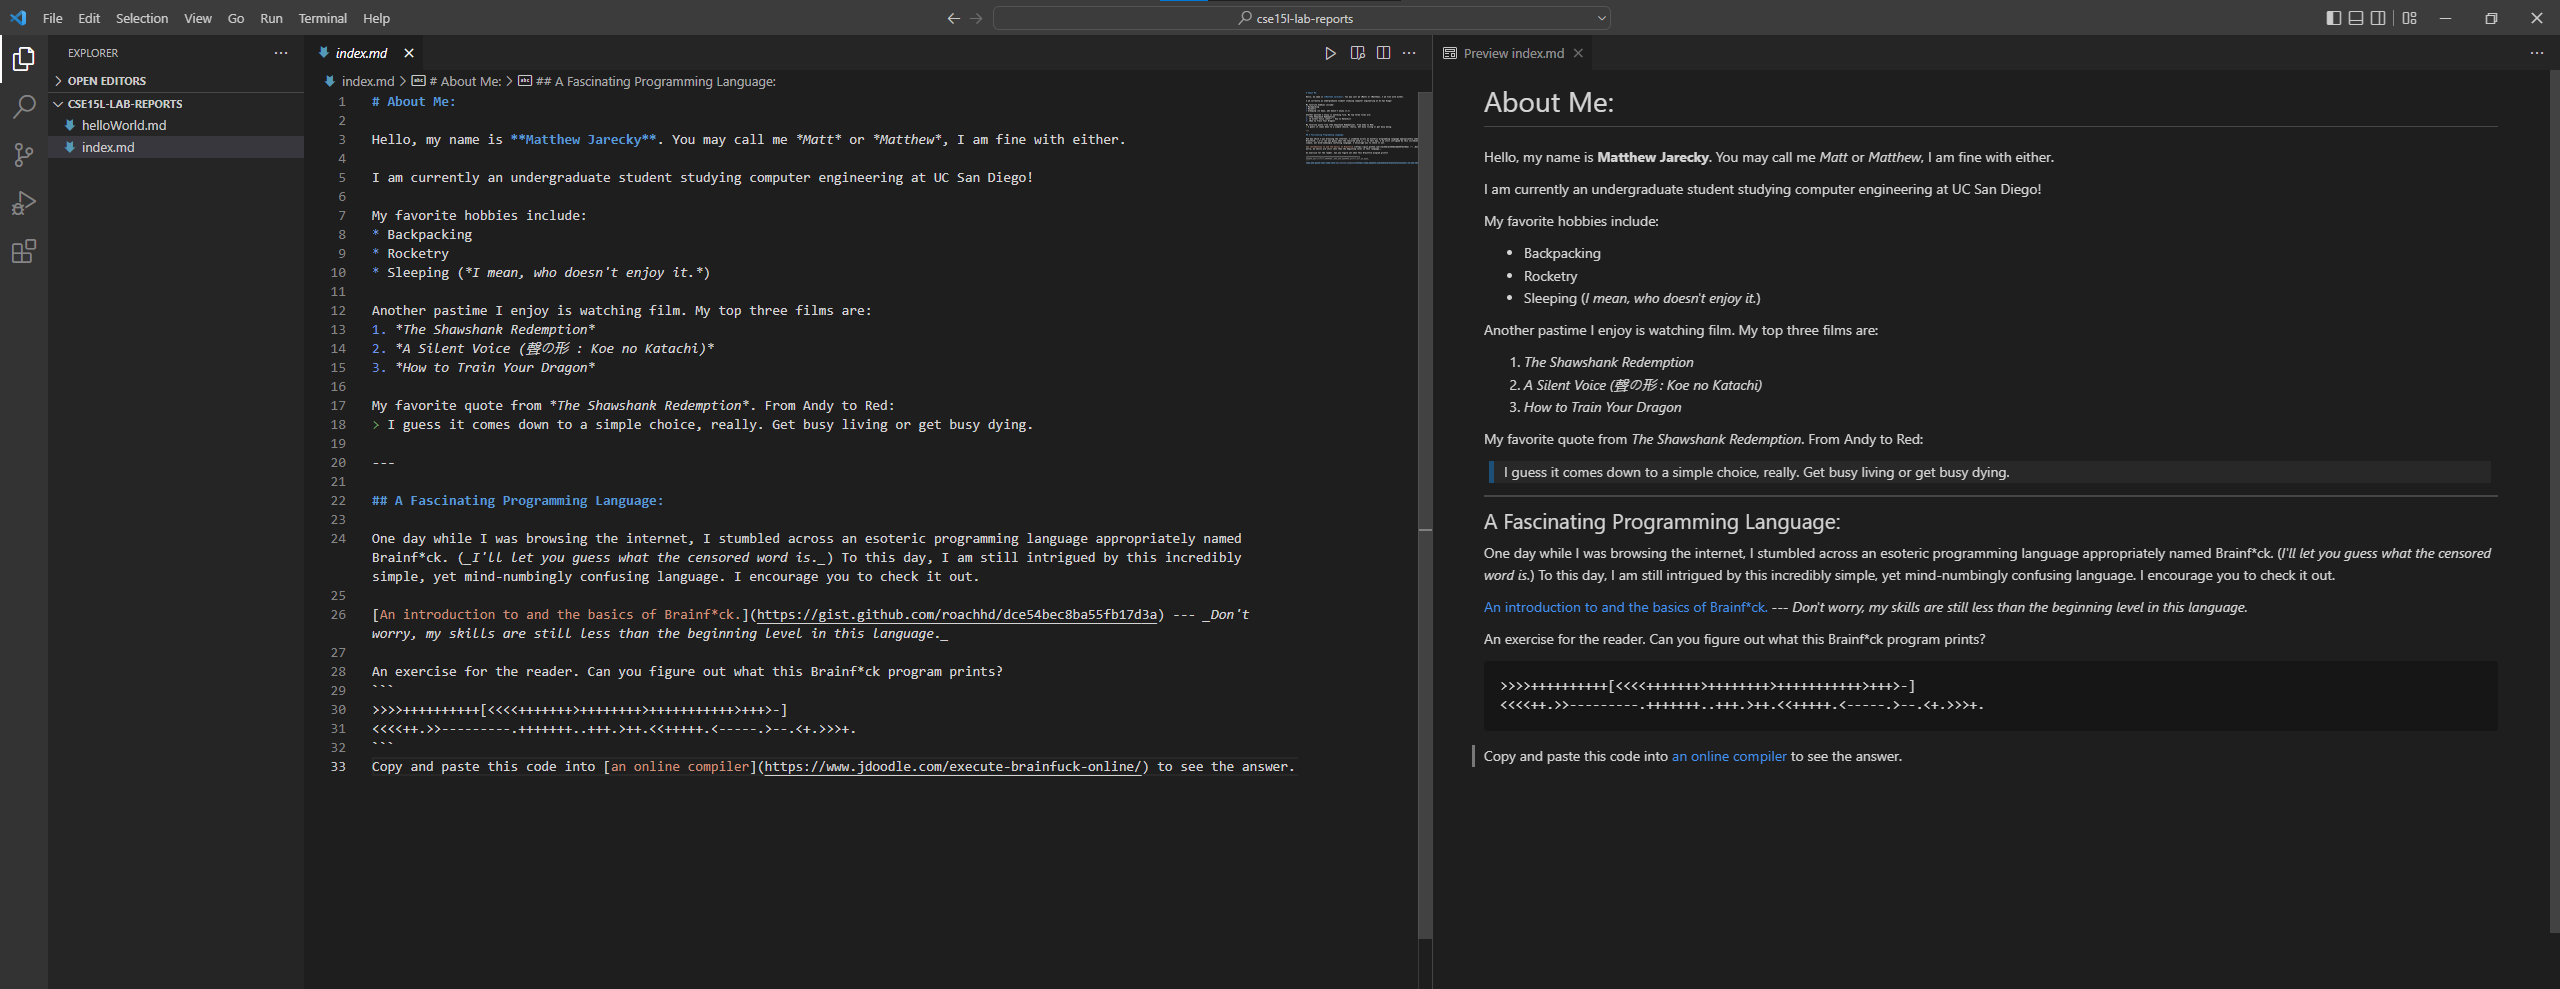 File Edit Selection View Go Run Terminal Help
cse15l-lab-reports
EXPLORER
OPEN EDITORS
CSE15L-LAB-REPORTS
helloWorld.md
index.md
index.md
index.md > # About Me: > ## A Fascinating Programming Language:
1 # About Me:
2
3 Hello, my name is **Matthew Jarecky**. You may call me *Matt* or *Matthew*, I am fine with either.
4
5 I am currently an undergraduate student studying computer engineering at UC San Diego!
6
7 My favorite hobbies include:
8 * Backpacking
9 * Rocketry
10 * Sleeping (*I mean, who doesn't enjoy it.*)
11
12 Another pastime I enjoy is watching film. My top three films are:
13 1. *The Shawshank Redemption*
14 2. *A Silent Voice (聲の形 : Koe no Katachi)*
15 3. *How to Train Your Dragon*
16
17 My favorite quote from *The Shawshank Redemption*. From Andy to Red:
18 > I guess it comes down to a simple choice, really. Get busy living or get busy dying.
19
20 ---
21
22 ## A Fascinating Programming Language:
23
24 One day while I was browsing the internet, I stumbled across an esoteric programming language appropriately named
Brainf*ck. (_I'll let you guess what the censored word is._) To this day, I am still intrigued by this incredibly
simple, yet mind-numbingly confusing language. I encourage you to check it out.
25
26 [An introduction to and the basics of Brainf*ck.](https://gist.github.com/roachhd/dce54bec8ba55fb17d3a) --- _Don't
worry, my skills are still less than the beginning level in this language._
27
28 An exercise for the reader. Can you figure out what this Brainf*ck program prints?
29 ```
30 >>>>++++++++++[<<<<+++++++>++++++++>+++++++++++>+++>-]
31 <<<<++.>>---------.+++++++..+++.>++.<<+++++.<-----.>--.<+.>>>+.
32 ```
33 Copy and paste this code into [an online compiler](https://www.jdoodle.com/execute-brainfuck-online/) to see the answer.
Preview index.md
About Me:
Hello, my name is Matthew Jarecky. You may call me Matt or Matthew, I am fine with either.
I am currently an undergraduate student studying computer engineering at UC San Diego!
My favorite hobbies include:
• Backpacking
• Rocketry
• Sleeping (I mean, who doesn't enjoy it.)
Another pastime I enjoy is watching film. My top three films are:
1. The Shawshank Redemption
2. A Silent Voice (聲の形 : Koe no Katachi)
3. How to Train Your Dragon
My favorite quote from The Shawshank Redemption. From Andy to Red:
I guess it comes down to a simple choice, really. Get busy living or get busy dying.
A Fascinating Programming Language:
One day while I was browsing the internet, I stumbled across an esoteric programming language appropriately named Brainf*ck. (I'll let you guess what the censored
word is.) To this day, I am still intrigued by this incredibly simple, yet mind-numbingly confusing language. I encourage you to check it out.
An introduction to and the basics of Brainf*ck. --- Don't worry, my skills are still less than the beginning level in this language.
An exercise for the reader. Can you figure out what this Brainf*ck program prints?
>>>>++++++++++[<<<<+++++++>++++++++>+++++++++++>+++>-]
<<<<++.>>---------.+++++++..+++.>++.<<+++++.<-----.>--.<+.>>>+.
Copy and paste this code into an online compiler to see the answer.